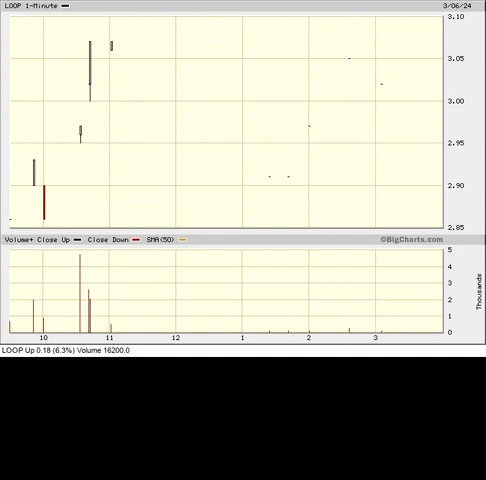 LOOP 1-Minute 3/06/24
3.10
3.05
3.00
2.95
2.90
2.85
Volume+ Close Up Close Down SMA(50) ©BigCharts.com
5
4
3
2
1
0
Thousands
10 11 12 1 2 3
LOOP Up 0.18 (6.3%) Volume 16200.0